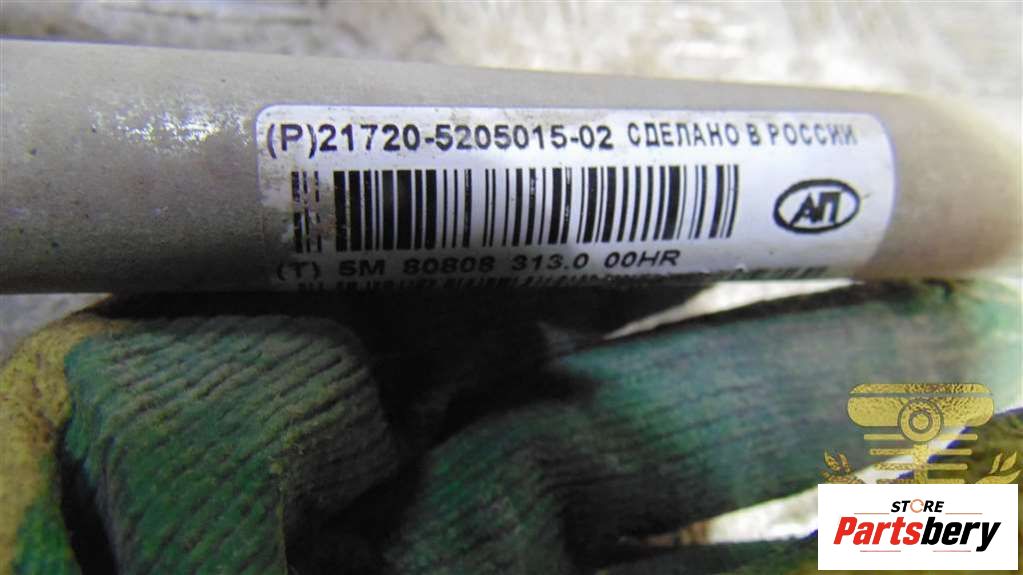 (P)21720-5205015-02 СДЕЛАНО В РОССИИ
АП
(T) 5M 80808 313.0 00HR
STORE
Partsbery